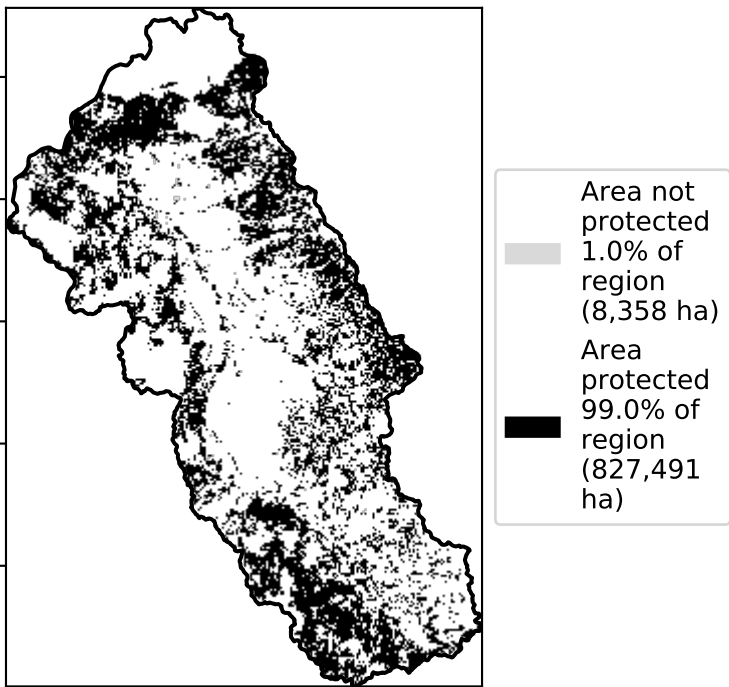 Area not
protected
1.0% of
region
(8,358 ha)
Area
protected
99.0% of
region
(827,491
ha)